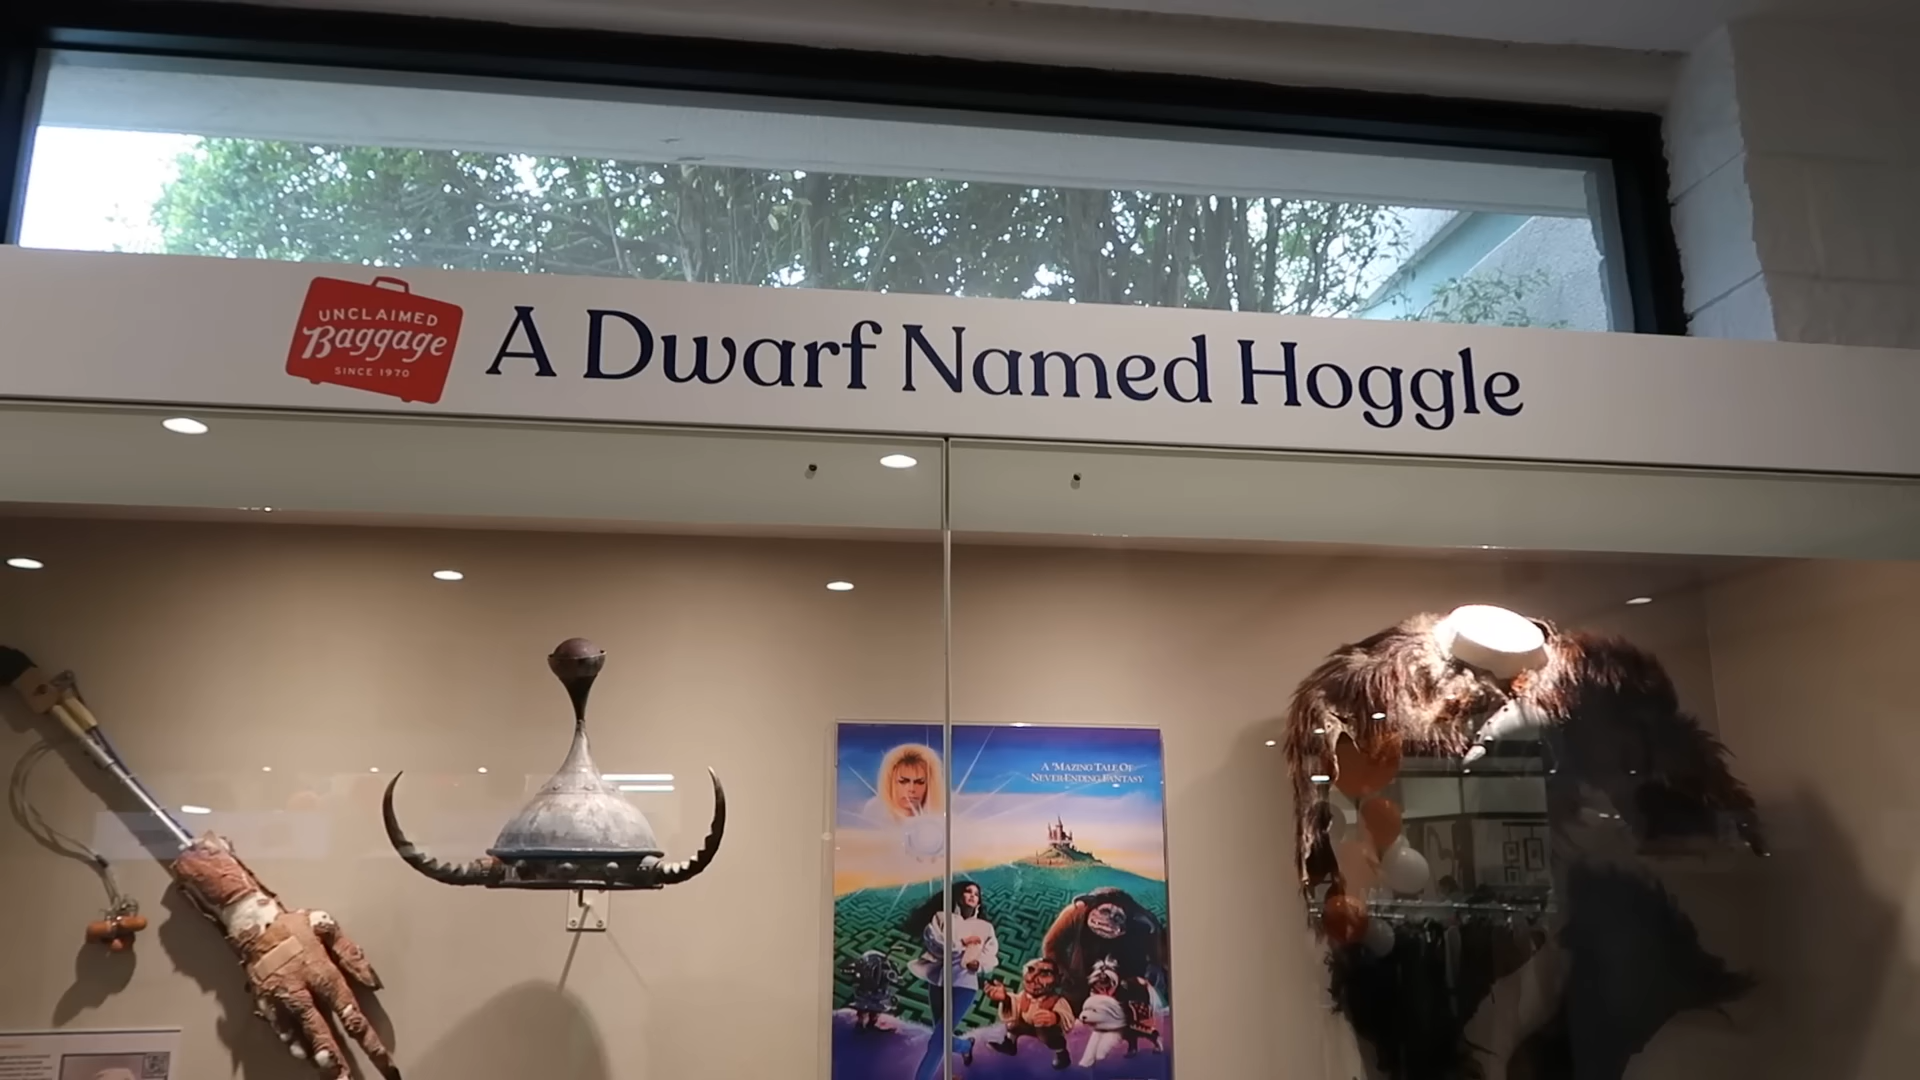 UNCLAIMED
Baggage
SINCE 1970
A Dwarf Named Hoggle
A 'MAZING TALE OF
NEVER-ENDING FANTASY